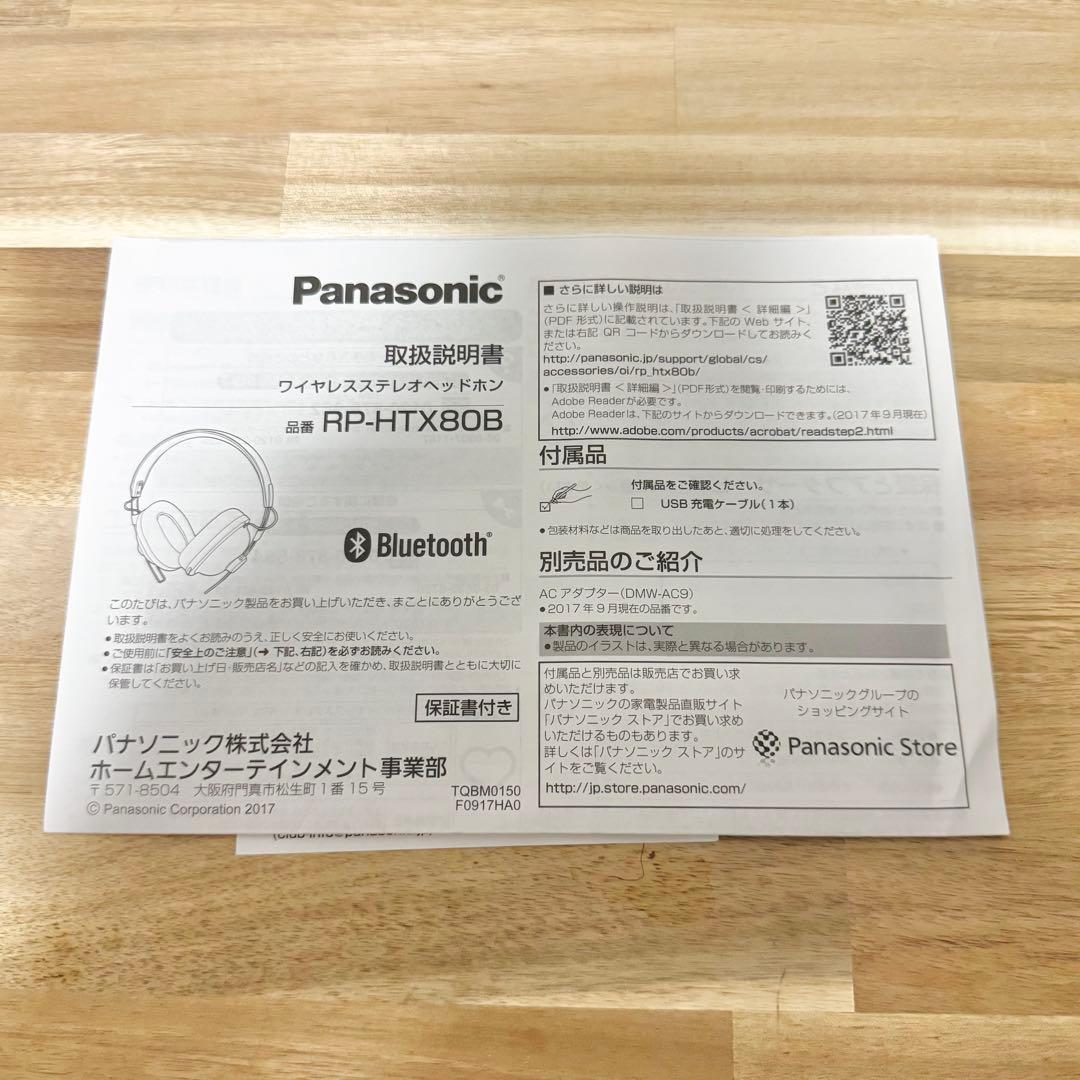 Panasonic®
取扱説明書
ワイヤレスステレオヘッドホン
品番 RP-HTX80B
Bluetooth®
このたびは、パナソニック製品をお買い上げいただき、まことにありがとうござ
います。
●取扱説明書をよくお読みのうえ、正しく安全にお使いください。
●ご使用前に「安全上のご注意」(➜ 下記、右記)を必ずお読みください。
●保証書は「お買い上げ日・販売店名」などの記入を確かめ、取扱説明書とともに大切に
保管してください。
保証書付き
パナソニック株式会社
ホームエンターテインメント事業部
〒571-8504 大阪府門真市松生町1番15号
© Panasonic Corporation 2017
TQBM0150
F0917HA0
■ さらに詳しい説明は
さらに詳しい操作説明は、「取扱説明書 < 詳細編 >」
(PDF 形式)に記載されています。下記の Web サイト、
または右記 QR コードからダウンロードしてお読みく
ださい。
http://panasonic.jp/support/global/cs/
accessories/oi/rp_htx80b/
●「取扱説明書 < 詳細編 >」(PDF形式)を閲覧・印刷するためには、
Adobe Readerが必要です。
Adobe Readerは、下記のサイトからダウンロードできます。(2017年9月現在)
http://www.adobe.com/products/acrobat/readstep2.html
付属品
付属品をご確認ください。
□ USB 充電ケーブル(1本)
●包装材料などは商品を取り出したあと、適切に処理をしてください。
別売品のご紹介
AC アダプター(DMW-AC9)
●2017年9月現在の品番です。
本書内の表現について
●製品のイラストは、実際と異なる場合があります。
付属品と別売品は販売店でお買い求
めいただけます。
パナソニックの家電製品直販サイト
「パナソニック ストア」でお買い求め
いただけるものもあります。
詳しくは「パナソニック ストア」のサ
イトをご覧ください。
http://jp.store.panasonic.com/
パナソニックグループの
ショッピングサイト
Panasonic Store